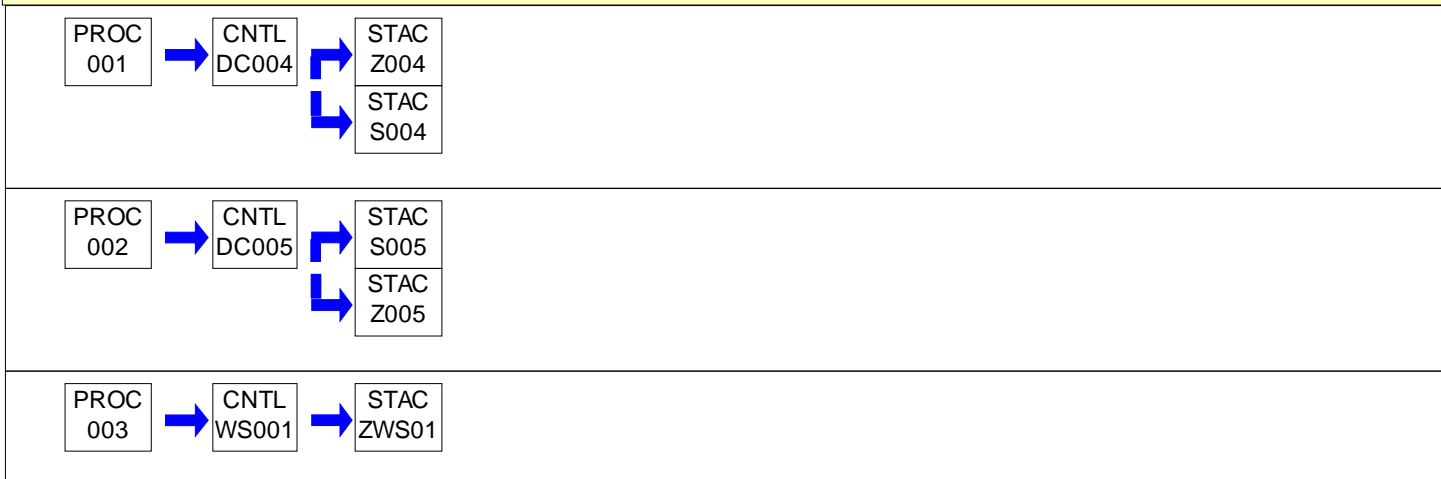 PROC
001
CNTL
DC004
STAC
Z004
STAC
S004
PROC
002
CNTL
DC005
STAC
S005
STAC
Z005
PROC
003
CNTL
WS001
STAC
ZWS01